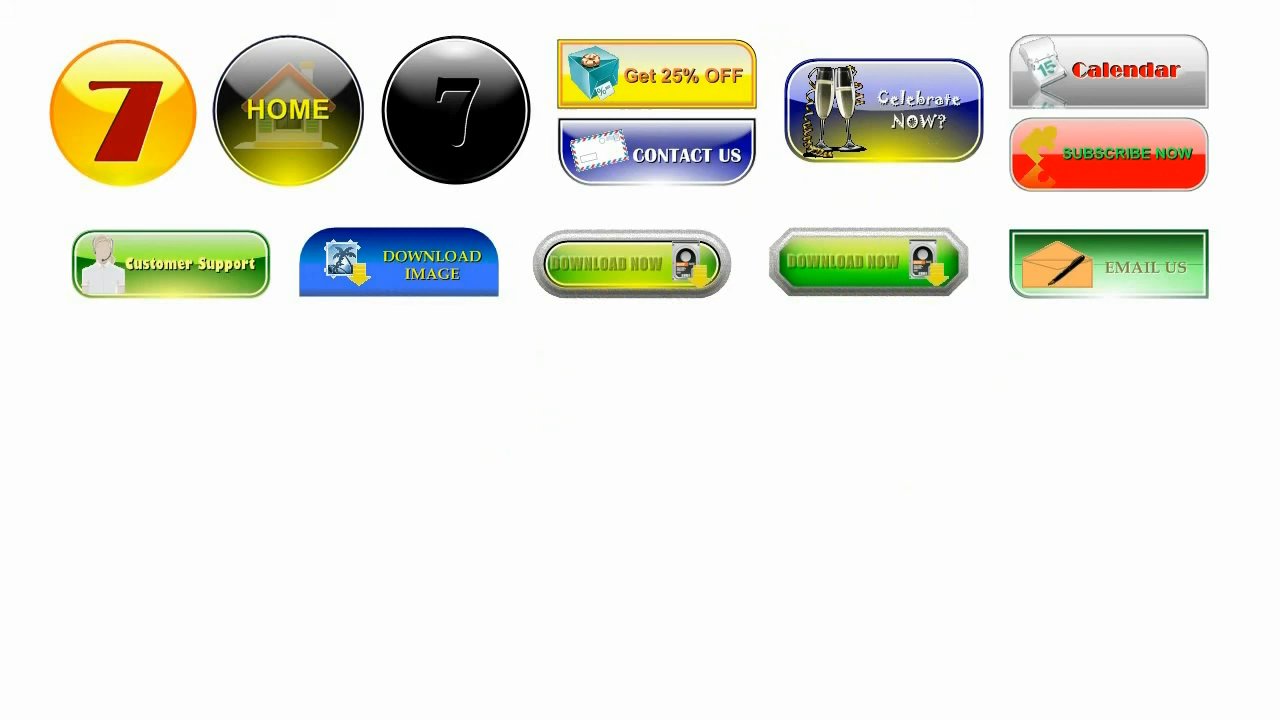 7
HOME
7
Get 25% OFF
CONTACT US
Celebrate
NOW?
15
Calendar
SUBSCRIBE NOW
Customer Support
DOWNLOAD
IMAGE
DOWNLOAD NOW
DOWNLOAD NOW
EMAIL US